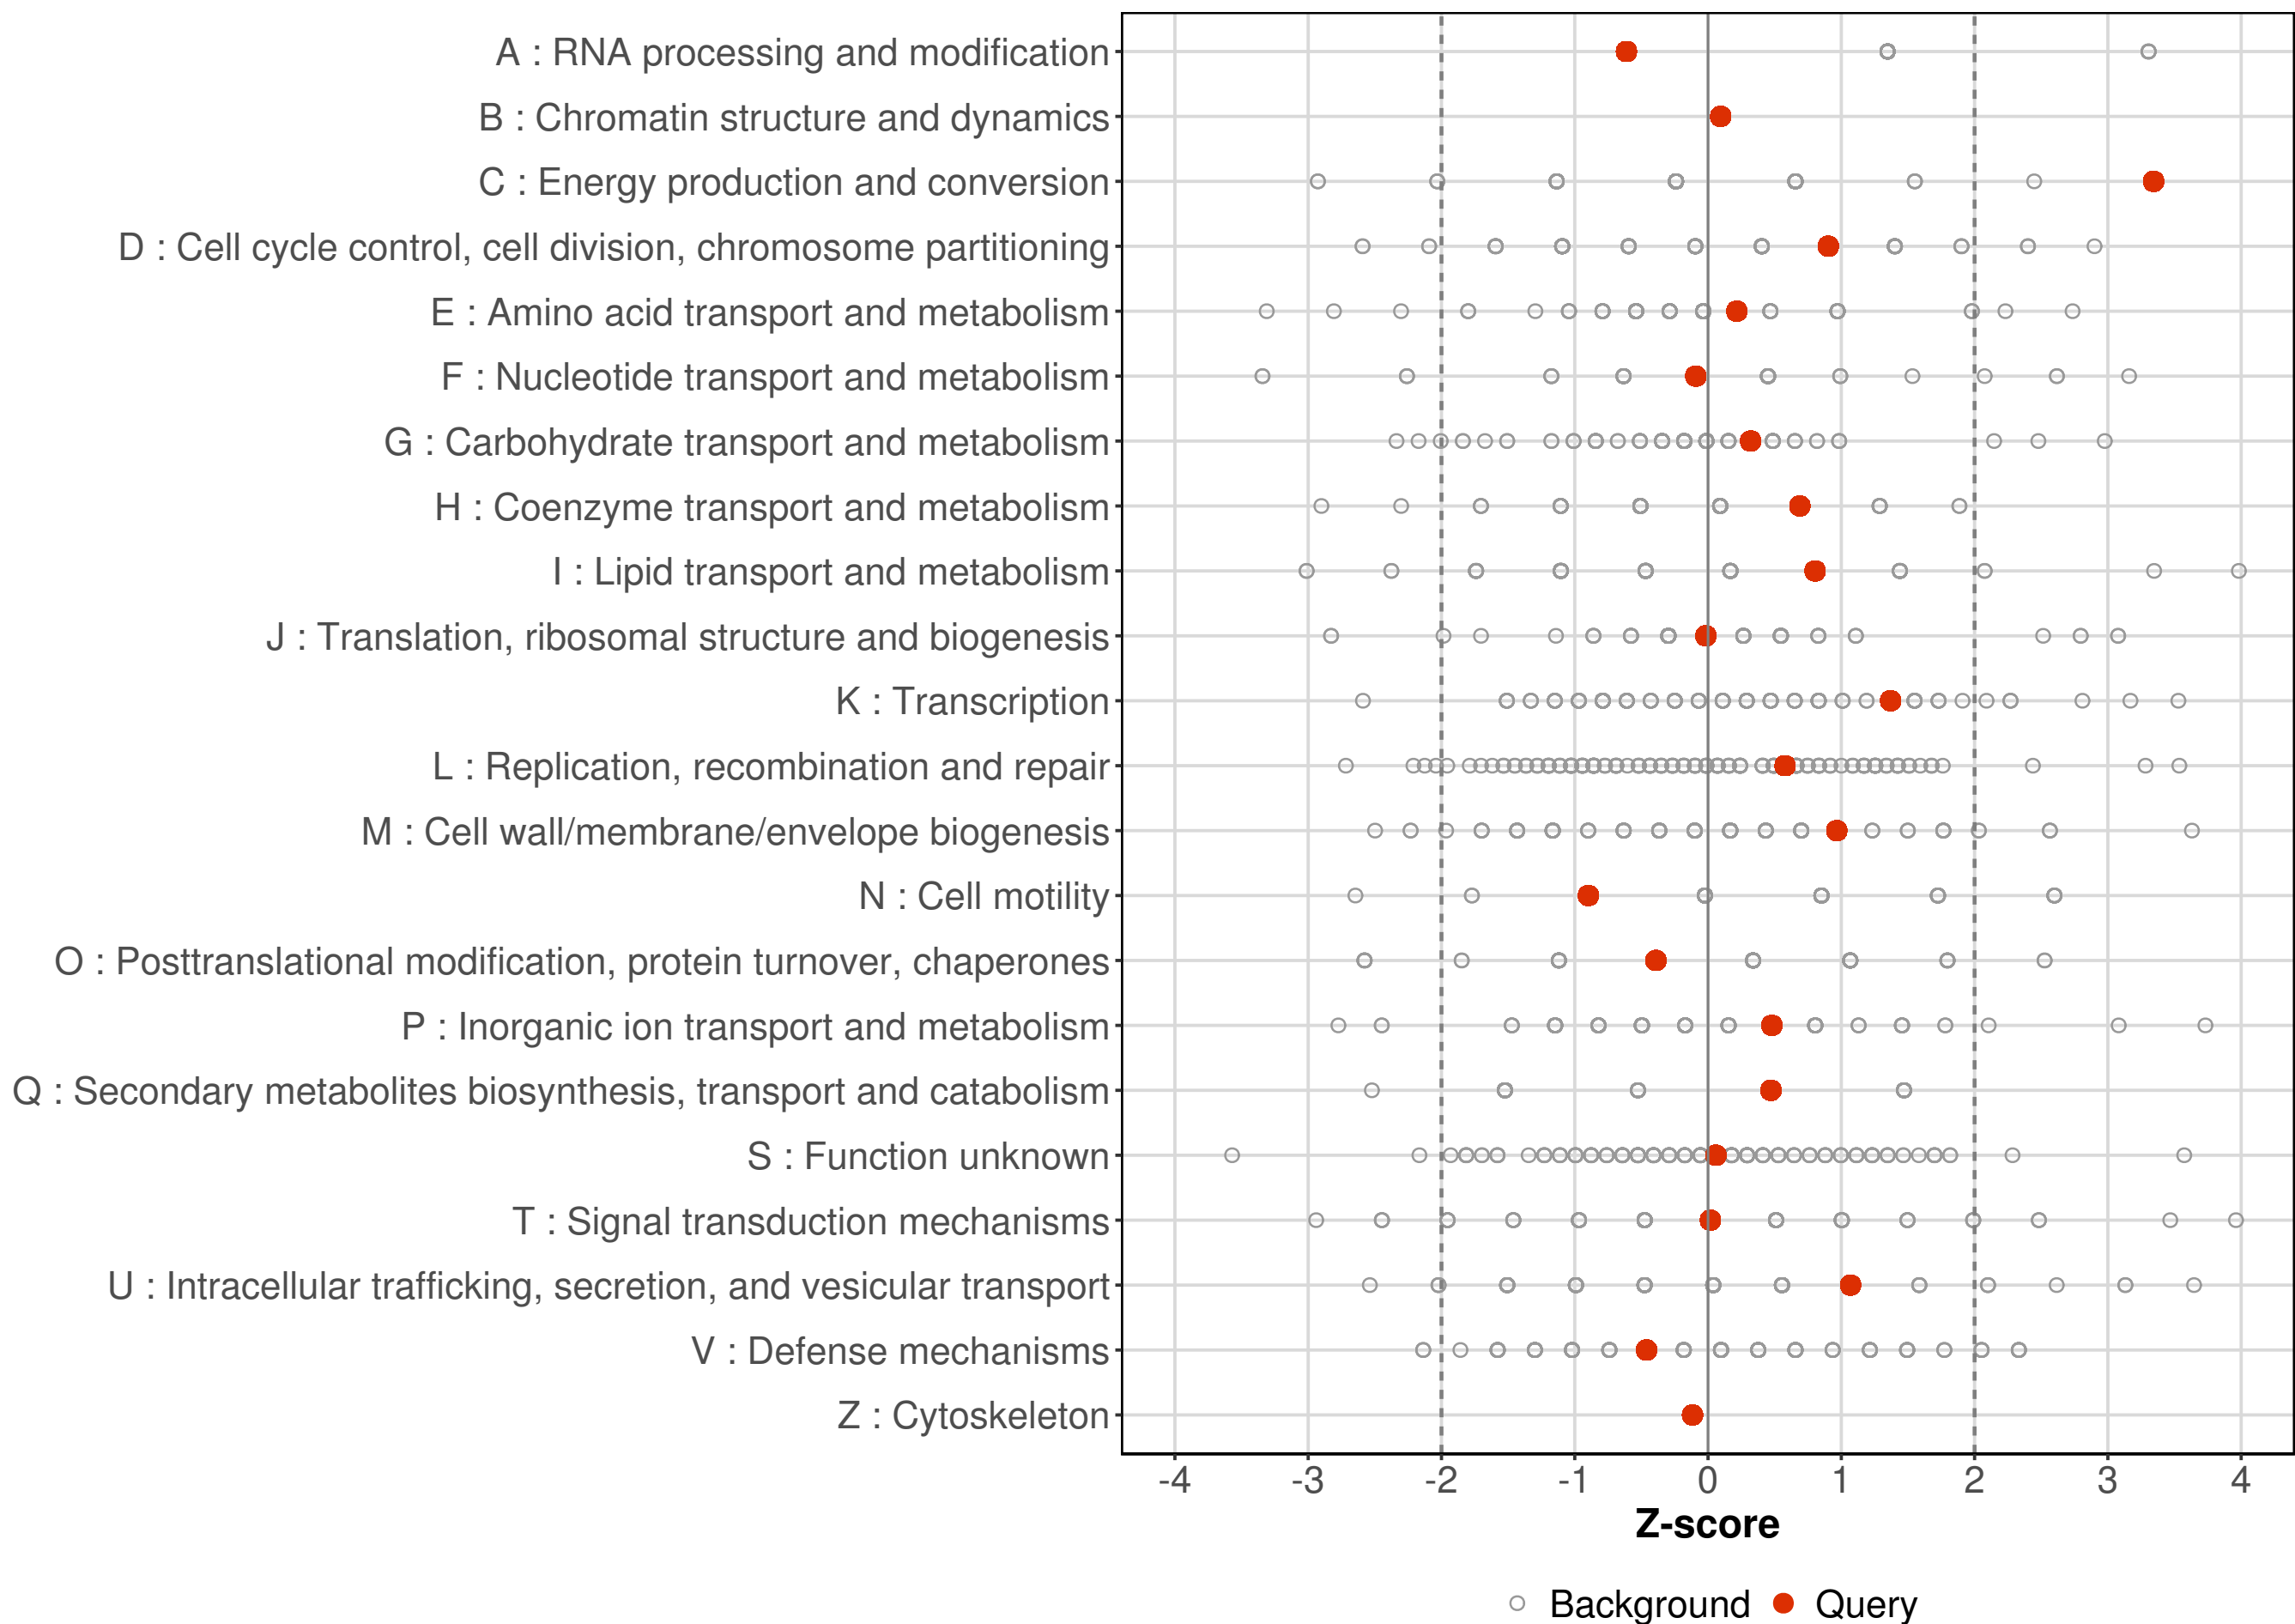 A : RNA processing and modification
B : Chromatin structure and dynamics
C : Energy production and conversion
D : Cell cycle control, cell division, chromosome partitioning
E : Amino acid transport and metabolism
F : Nucleotide transport and metabolism
G : Carbohydrate transport and metabolism
H : Coenzyme transport and metabolism
I : Lipid transport and metabolism
J : Translation, ribosomal structure and biogenesis
K : Transcription
L : Replication, recombination and repair
M : Cell wall/membrane/envelope biogenesis
N : Cell motility
O : Posttranslational modification, protein turnover, chaperones
P : Inorganic ion transport and metabolism
Q : Secondary metabolites biosynthesis, transport and catabolism
S : Function unknown
T : Signal transduction mechanisms
U : Intracellular trafficking, secretion, and vesicular transport
V : Defense mechanisms
Z : Cytoskeleton
-4 -3 -2 -1 0 1 2 3 4
Z-score
Background Query